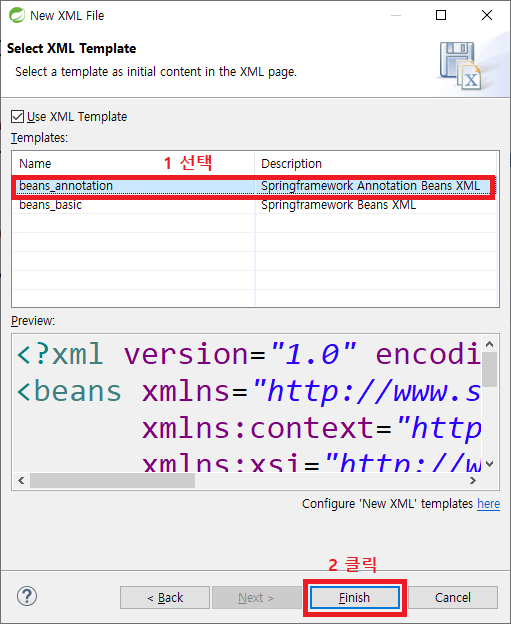 New XML File
Select XML Template
Select a template as initial content in the XML page.
Use XML Template
Templates:
1 선택
Name Description
beans_annotation Springframework Annotation Beans XML
beans_basic Springframework Beans XML
Preview:
<?xml version="1.0" encodi
<beans xmlns="http://www.s
xmlns:context="http
xmlns:xsi="http://w
Configure 'New XML' templates here
2 클릭
? < Back Next > Finish Cancel